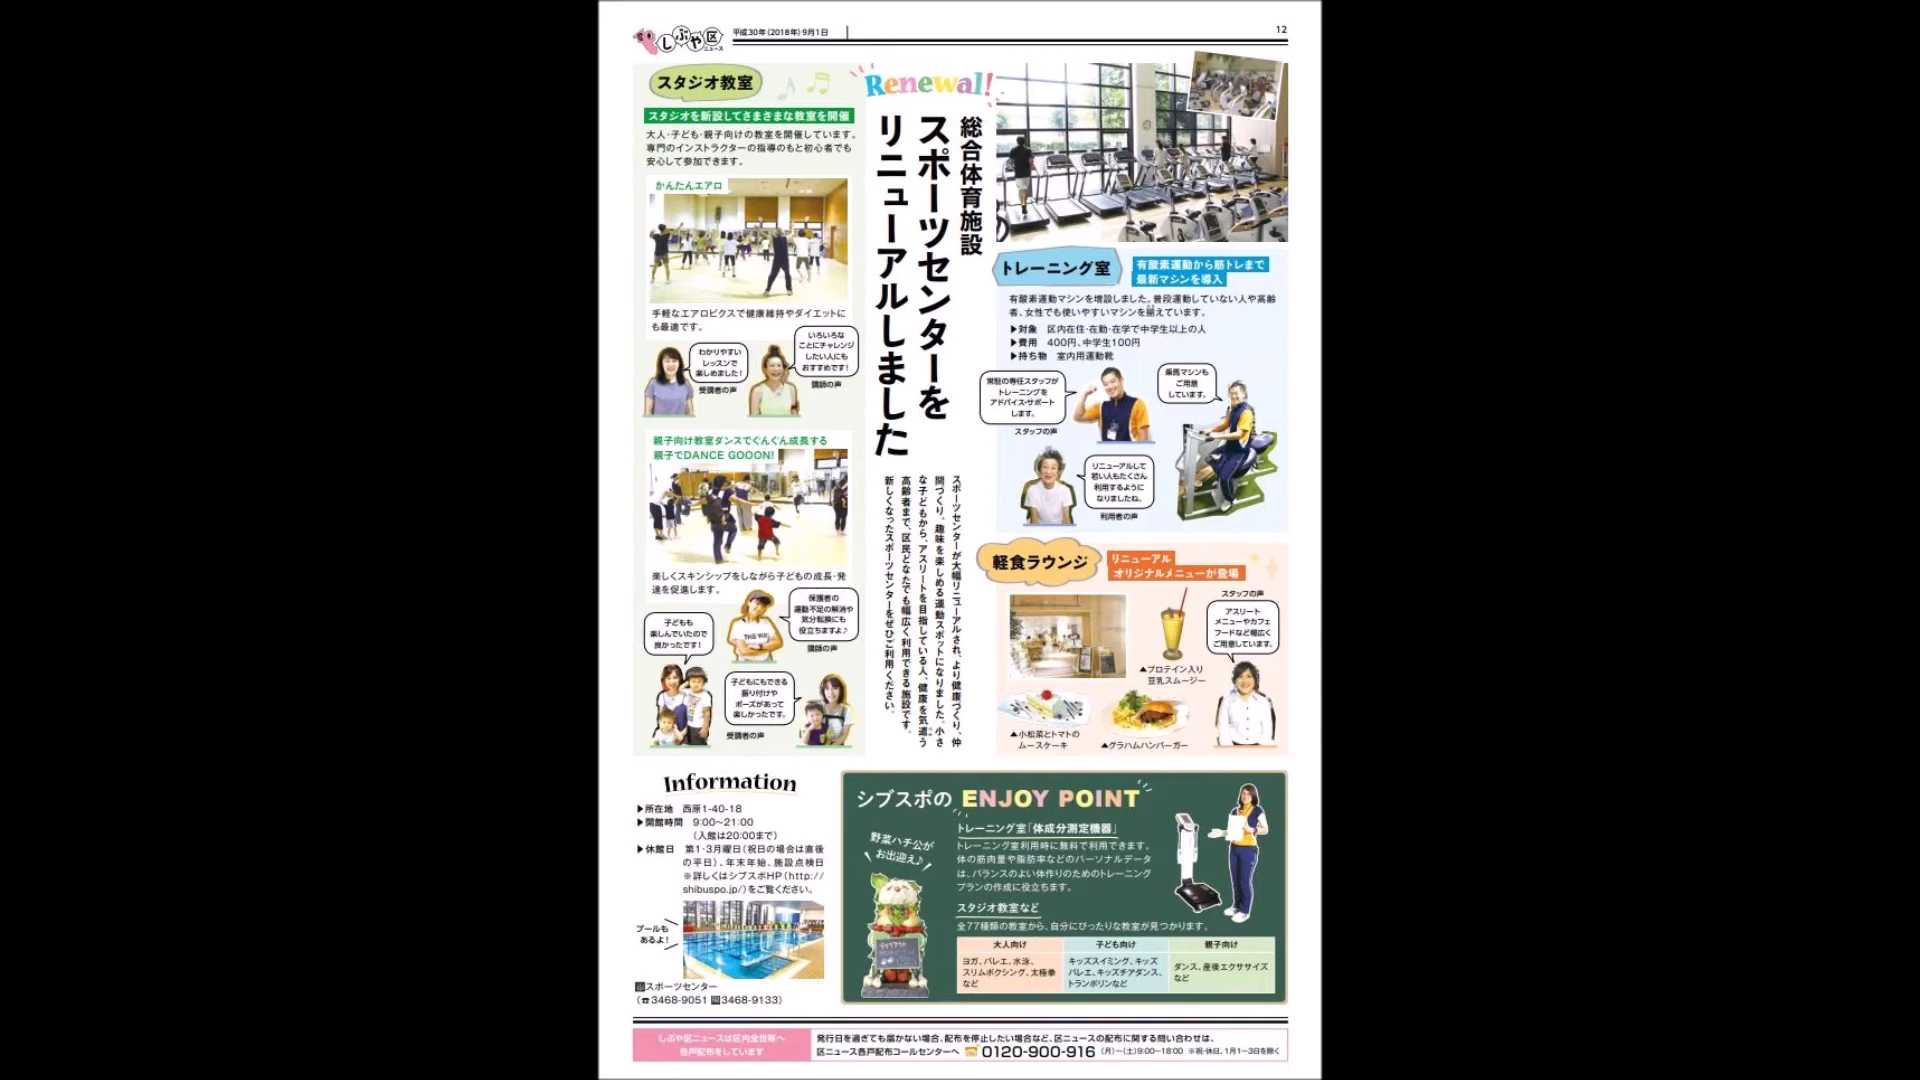 しぶや区ニュース
平成30年(2018年)9月1日
12
Renewal!
総合体育施設
スポーツセンターを
リニューアルしました
スポーツセンターが大幅リニューアルされ、より健康づくり、仲
間づくり、趣味を楽しめる運動スポットになりました。小さ
な子どもから、アスリートを目指している人、健康を気遣う
高齢者まで、区民どなたでも幅広く利用できる施設です。
新しくなったスポーツセンターをぜひご利用ください。
スタジオ教室
スタジオを新設してさまざまな教室を開催
大人・子ども・親子向けの教室を開催しています。
専門のインストラクターの指導のもと初心者でも
安心して参加できます。
かんたんエアロ
手軽なエアロビクスで健康維持やダイエットに
も最適です。
わかりやすい
レッスンで
楽しめました!
受講者の声
いろいろな
ことにチャレンジ
したい人にも
おすすめです!
講師の声
親子向け教室ダンスでぐんぐん成長する
親子でDANCE GOOON!
楽しくスキンシップをしながら子どもの成長・発
達を促進します。
保護者の
運動不足の解消や
気分転換にも
役立ちますよ♪
講師の声
子どもも
楽しんでいたので
良かったです!
子どもにもできる
振り付けや
ポーズがあって
楽しかったです。
受講者の声
トレーニング室
有酸素運動から筋トレまで
最新マシンを導入
有酸素運動マシンを増設しました。普段運動していない人や高齢
者、女性でも使いやすいマシンを揃えています。
▶対象 区内在住・在勤・在学で中学生以上の人
▶費用 400円、中学生100円
▶持ち物 室内用運動靴
常駐の専任スタッフが
トレーニングを
アドバイス・サポート
します。
スタッフの声
乗馬マシンも
ご用意
しています。
リニューアルして
若い人もたくさん
利用するように
なりましたね。
利用者の声
軽食ラウンジ
リニューアル
オリジナルメニューが登場
スタッフの声
アスリート
メニューやカフェ
フードなど幅広く
ご用意しています。
▲プロテイン入り
豆乳スムージー
▲小松菜とトマトの
ムースケーキ
▲グラハムハンバーガー
Information
▶所在地 西原1-40-18
▶開館時間 9:00～21:00
(入館は20:00まで)
▶休館日 第1・3月曜日(祝日の場合は直後
の平日)、年末年始、施設点検日
※詳しくはシブスポHP(http://
shibuspo.jp/)をご覧ください。
プールも
あるよ!
スポーツセンター
(☎3468-9051 FAX3468-9133)
シブスポの ENJOY POINT
野菜ハチ公が
お出迎え♪
トレーニング室「体成分測定機器」
トレーニング室利用時に無料で利用できます。
体の筋肉量や脂肪率などのパーソナルデータ
は、バランスのよい体作りのためのトレーニング
プランの作成に役立ちます。
スタジオ教室など
全77種類の教室から、自分にぴったりな教室が見つかります。
大人向け 子ども向け 親子向け
ヨガ、バレエ、水泳、
スリムボクシング、太極拳
など
キッズスイミング、キッズ
バレエ、キッズチアダンス、
トランポリンなど
ダンス、産後エクササイズ
など
しぶや区ニュースは区内全世帯へ
各戸配布をしています
発行日を過ぎても届かない場合、配布を停止したい場合など、区ニュースの配布に関する問い合わせは、
区ニュース各戸配布コールセンターへ 0120-900-916 (月)～(土)9:00～18:00 ※祝・休日、1月1～3日を除く